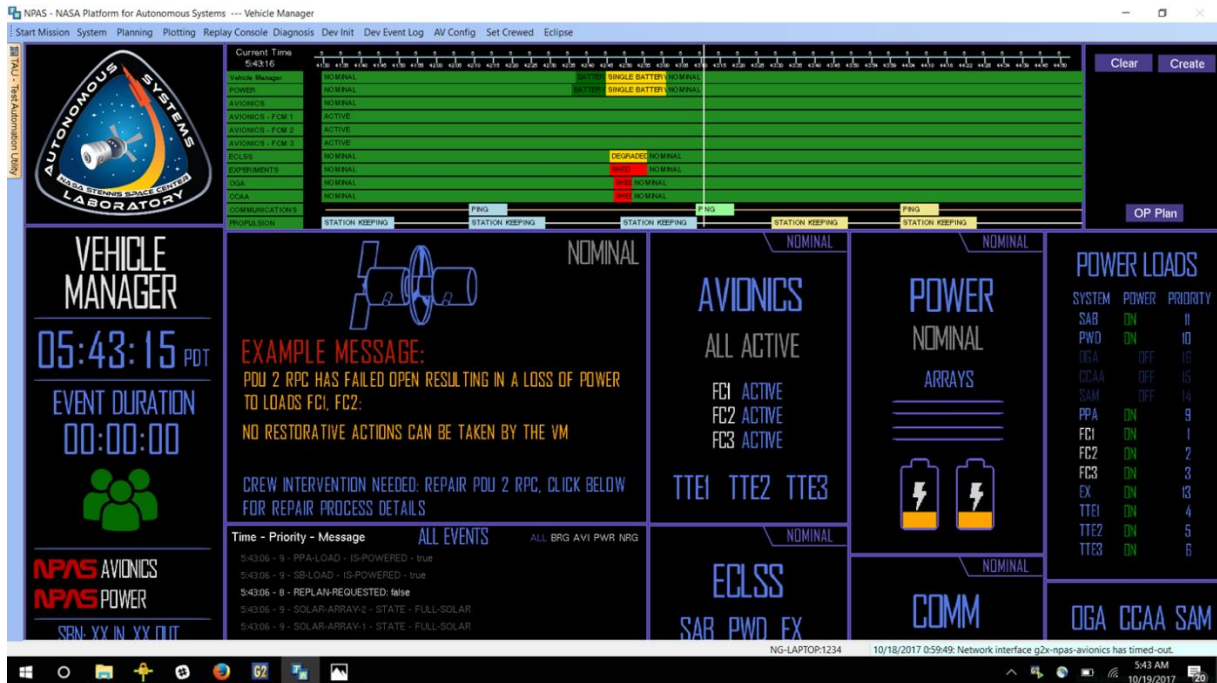 NPAS - NASA Platform for Autonomous Systems --- Vehicle Manager
Start Mission System Planning Plotting Replay Console Diagnosis Dev Init Dev Event Log AV Config Set Crewed Eclipse
TAU - Test Automation Utility
AUTONOMOUS SYSTEMS
NASA STENNIS SPACE CENTER
LABORATORY
Current Time
5:43:16
Vehicle Manager NOMINAL BATTER SINGLE BATTERY NOMINAL
POWER NOMINAL BATTER SINGLE BATTERY NOMINAL
AVIONICS NOMINAL
AVIONICS - FCM 1 ACTIVE
AVIONICS - FCM 2 ACTIVE
AVIONICS - FCM 3 ACTIVE
ECLSS NOMINAL DEGRADED NOMINAL
EXPERIMENTS NOMINAL SHED NOMINAL
OGA NOMINAL SHED NOMINAL
CCAA NOMINAL SHED NOMINAL
COMMUNICATIONS PING PING PING
PROPULSION STATION KEEPING STATION KEEPING STATION KEEPING STATION KEEPING STATION KEEPING
Clear Create
OP Plan
VEHICLE
MANAGER
05:43:15 PDT
EVENT DURATION
00:00:00
NPAS AVIONICS
NPAS POWER
SBN: XX IN XX OUT
NOMINAL
EXAMPLE MESSAGE:
PDU 2 RPC HAS FAILED OPEN RESULTING IN A LOSS OF POWER
TO LOADS FC1, FC2:
NO RESTORATIVE ACTIONS CAN BE TAKEN BY THE VM
CREW INTERVENTION NEEDED: REPAIR PDU 2 RPC, CLICK BELOW
FOR REPAIR PROCESS DETAILS
Time - Priority - Message ALL EVENTS ALL BRG AVI PWR NRG
5:43:06 - 9 - PPA-LOAD - IS-POWERED - true
5:43:06 - 9 - SB-LOAD - IS-POWERED - true
5:43:06 - 8 - REPLAN-REQUESTED: false
5:43:06 - 9 - SOLAR-ARRAY-2 - STATE - FULL-SOLAR
5:43:06 - 9 - SOLAR-ARRAY-1 - STATE - FULL-SOLAR
NOMINAL
AVIONICS
ALL ACTIVE
FC1 ACTIVE
FC2 ACTIVE
FC3 ACTIVE
TTE1 TTE2 TTE3
NOMINAL
ECLSS
SAB PWD EX
NOMINAL
POWER
NOMINAL
ARRAYS
NOMINAL
COMM
POWER LOADS
SYSTEM POWER PRIORITY
SAB ON 11
PWD ON 10
OGA OFF 16
CCAA OFF 15
SAM OFF 14
PPA ON 9
FC1 ON 1
FC2 ON 2
FC3 ON 3
EX ON 13
TTE1 ON 4
TTE2 ON 5
TTE3 ON 6
OGA CCAA SAM
NG-LAPTOP:1234 10/18/2017 0:59:49: Network interface g2x-npas-avionics has timed-out.
G2
5:43 AM
10/19/2017
20